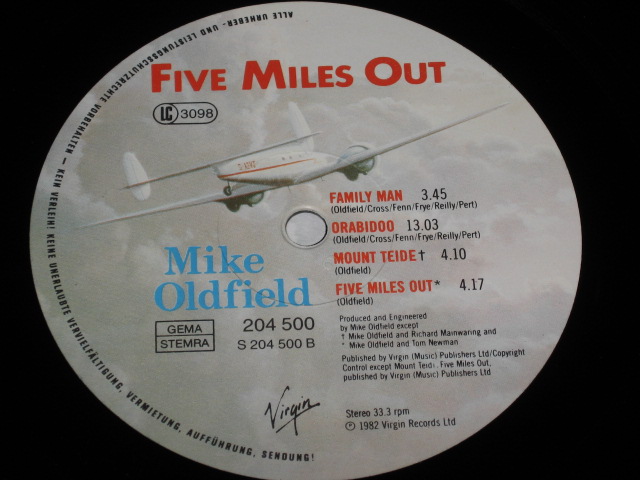 FIVE MILES OUT
LC 3098
FAMILY MAN 3.45
(Oldfield/Cross/Fenn/Frye/Reilly/Pert)
ORABIDOO 13.03
(Oldfield/Cross/Fenn/Frye/Reilly/Pert)
MOUNT TEIDE† 4.10
(Oldfield)
FIVE MILES OUT* 4.17
(Oldfield)
Mike
Oldfield
GEMA
STEMRA
204 500
S 204 500 B
Produced and Engineered
by Mike Oldfield except
† Mike Oldfield and Richard Mainwaring and
* Mike Oldfield and Tom Newman
Published by Virgin (Music) Publishers Ltd/Copyright
Control except Mount Teide, Five Miles Out,
published by Virgin (Music) Publishers Ltd
Virgin
Stereo 33.3 rpm
℗ 1982 Virgin Records Ltd
ALLE URHEBER- UND LEISTUNGSSCHUTZRECHTE VORBEHALTEN – KEIN VERLEIH! KEINE UNERLAUBTE VERVIELFÄLTIGUNG, VERMIETUNG, AUFFÜHRUNG, SENDUNG!